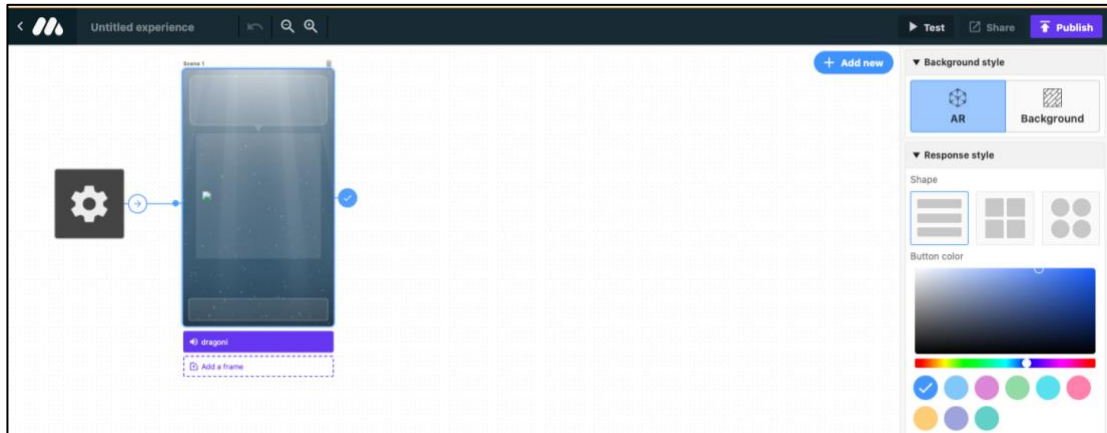 Untitled experience
Test
Share
Publish
Scene 1
+ Add new
Background style
AR
Background
Response style
Shape
Button color
dragoni
Add a frame